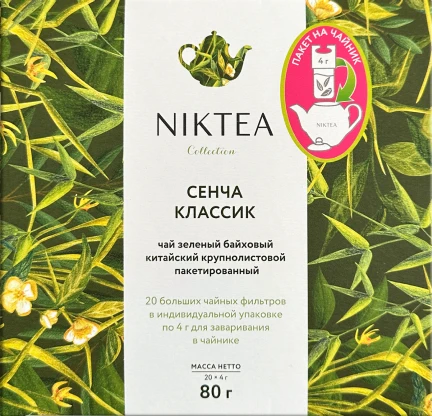 ПАКЕТ НА ЧАЙНИК
4 г
NIKTEA
NIKTEA
Collection
СЕНЧА
КЛАССИК
чай зеленый байховый
китайский крупнолистовой
пакетированный
20 больших чайных фильтров
в индивидуальной упаковке
по 4 г для заваривания
в чайнике
МАССА НЕТТО
20 × 4 г
80 г